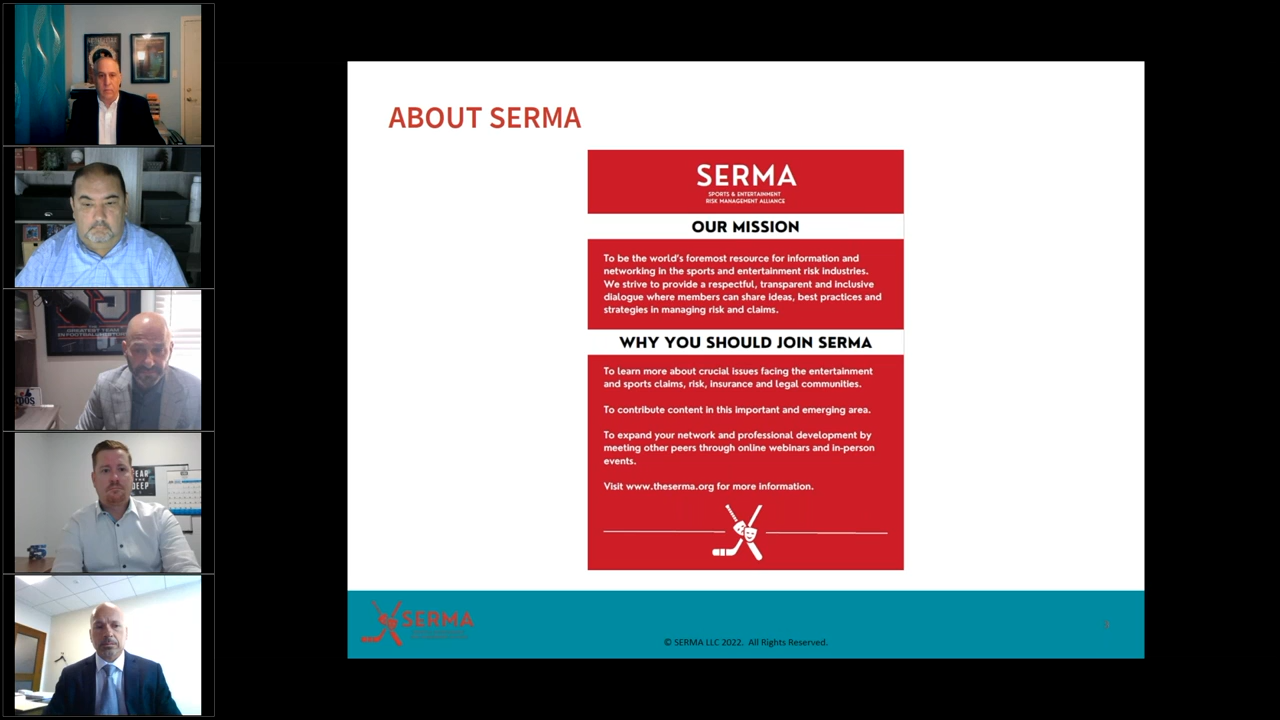 ABOUT SERMA
SERMA
SPORTS & ENTERTAINMENT
RISK MANAGEMENT ALLIANCE
OUR MISSION
To be the world's foremost resource for information and
networking in the sports and entertainment risk industries.
We strive to provide a respectful, transparent and inclusive
dialogue where members can share ideas, best practices and
strategies in managing risk and claims.
WHY YOU SHOULD JOIN SERMA
To learn more about crucial issues facing the entertainment
and sports claims, risk, insurance and legal communities.
To contribute content in this important and emerging area.
To expand your network and professional development by
meeting other peers through online webinars and in-person
events.
Visit www.theserma.org for more information.
SERMA
© SERMA LLC 2022. All Rights Reserved.
5
GREATEST TEAM
DEEP